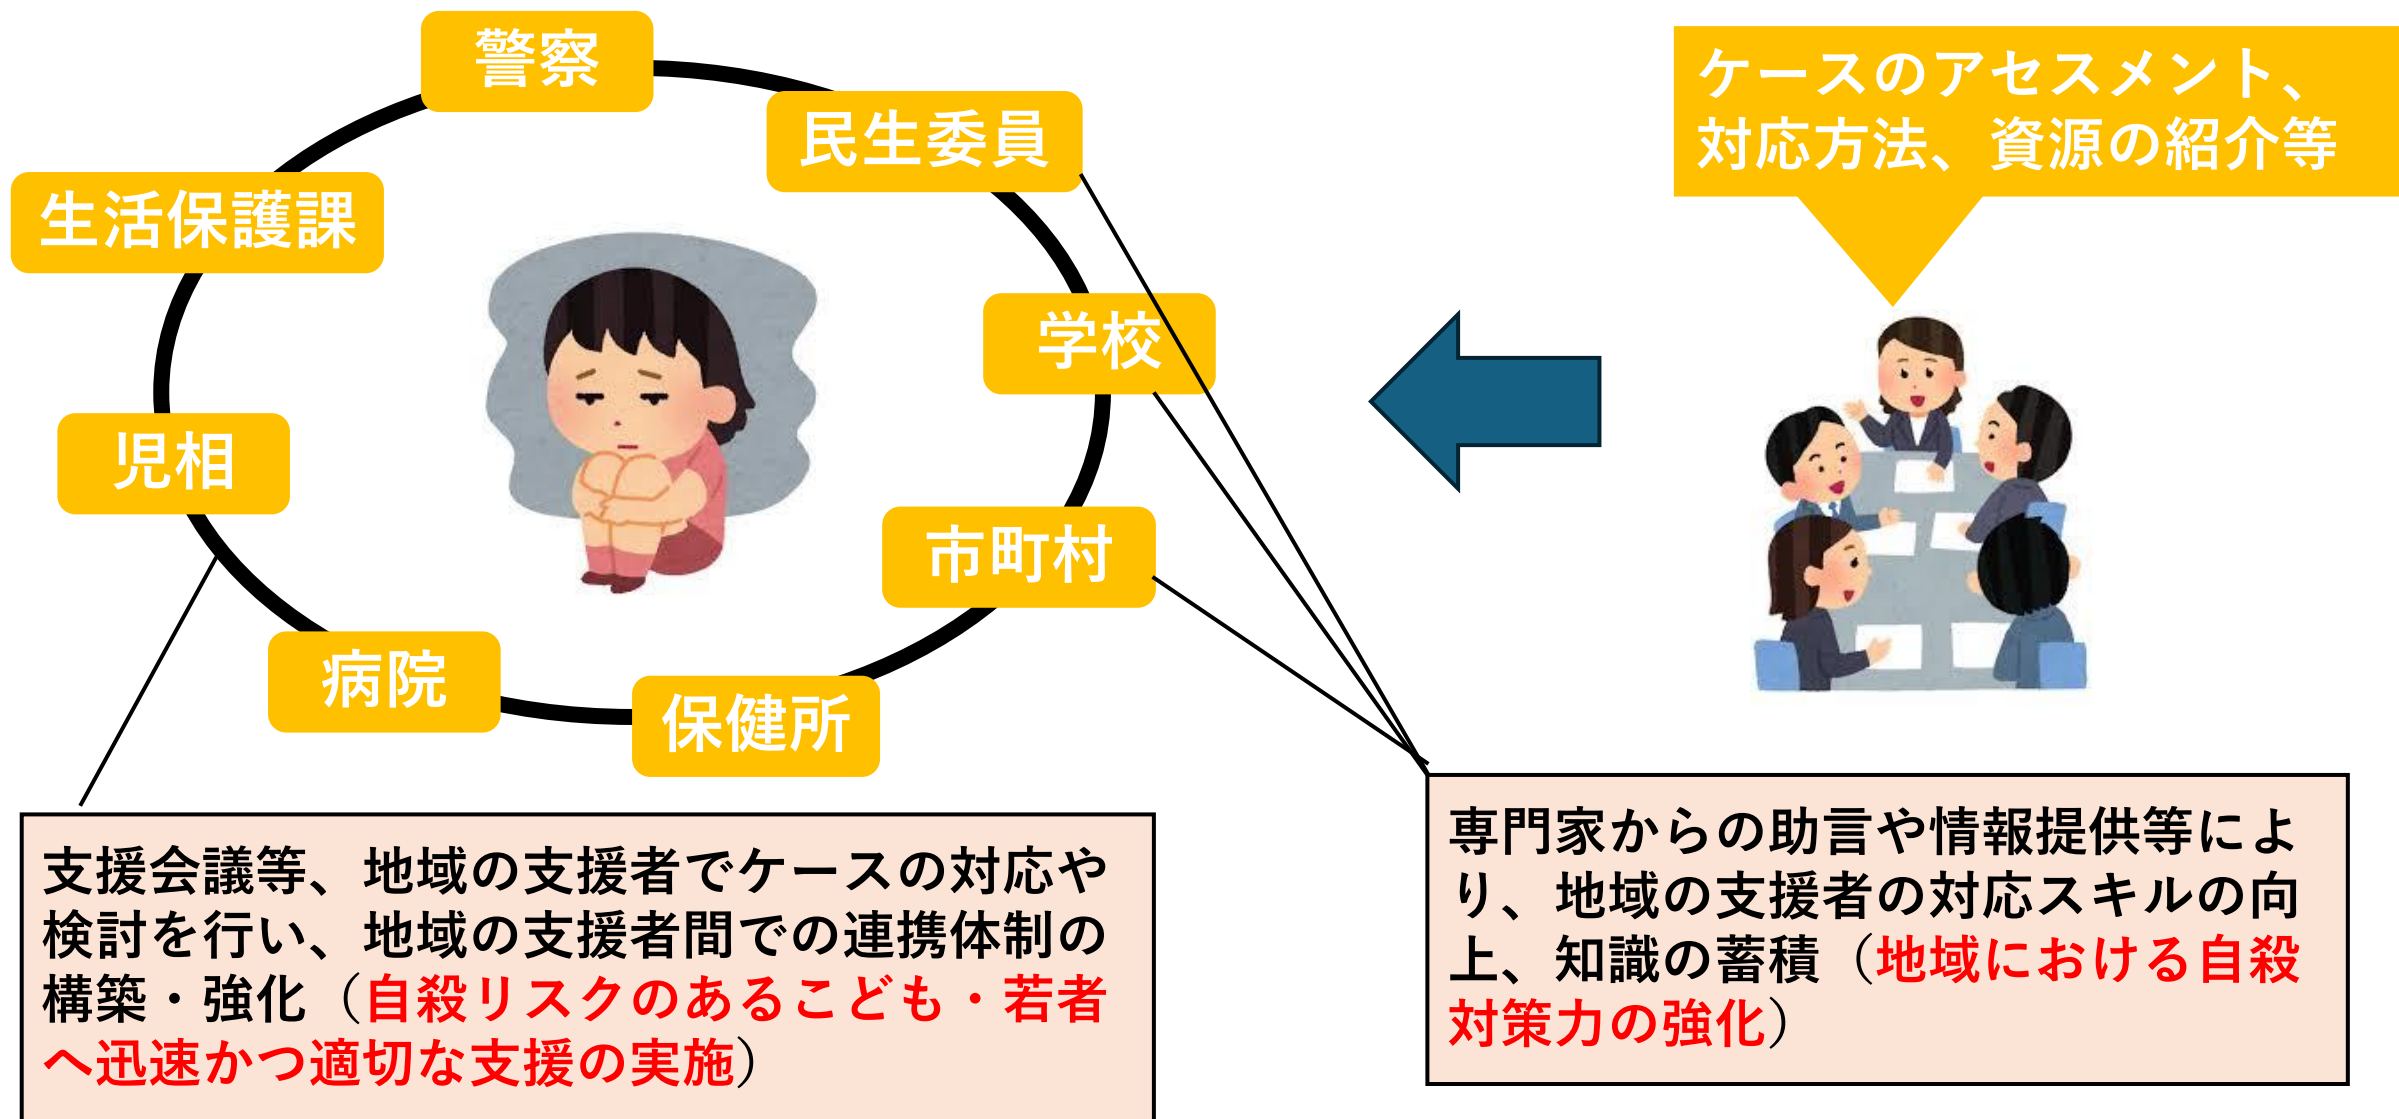 警察
民生委員
生活保護課
学校
児相
市町村
病院
保健所
ケースのアセスメント、
対応方法、資源の紹介等
支援会議等、地域の支援者でケースの対応や
検討を行い、地域の支援者間での連携体制の
構築・強化（自殺リスクのあるこども・若者
へ迅速かつ適切な支援の実施）
専門家からの助言や情報提供等によ
り、地域の支援者の対応スキルの向
上、知識の蓄積（地域における自殺
対策力の強化）